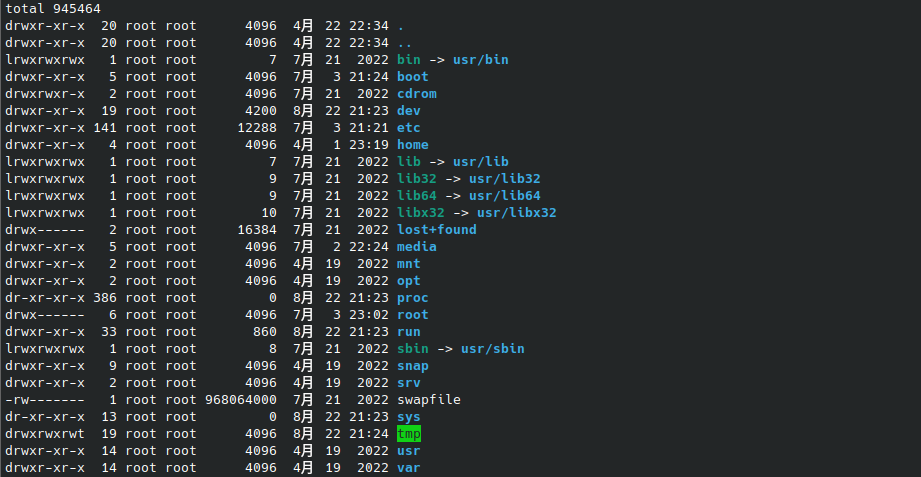 total 945464
drwxr-xr-x  20 root root      4096  4月  22 22:34 .
drwxr-xr-x  20 root root      4096  4月  22 22:34 ..
lrwxrwxrwx   1 root root         7  7月  21  2022 bin -> usr/bin
drwxr-xr-x   5 root root      4096  7月   3 21:24 boot
drwxrwxr-x   2 root root      4096  7月  21  2022 cdrom
drwxr-xr-x  19 root root      4200  8月  22 21:23 dev
drwxr-xr-x 141 root root     12288  7月   3 21:21 etc
drwxr-xr-x   4 root root      4096  4月   1 23:19 home
lrwxrwxrwx   1 root root         7  7月  21  2022 lib -> usr/lib
lrwxrwxrwx   1 root root         9  7月  21  2022 lib32 -> usr/lib32
lrwxrwxrwx   1 root root         9  7月  21  2022 lib64 -> usr/lib64
lrwxrwxrwx   1 root root        10  7月  21  2022 libx32 -> usr/libx32
drwx------   2 root root     16384  7月  21  2022 lost+found
drwxr-xr-x   5 root root      4096  7月   2 22:24 media
drwxr-xr-x   2 root root      4096  4月  19  2022 mnt
drwxr-xr-x   2 root root      4096  4月  19  2022 opt
dr-xr-xr-x 386 root root         0  8月  22 21:23 proc
drwx------   6 root root      4096  7月   3 23:02 root
drwxr-xr-x  33 root root       860  8月  22 21:23 run
lrwxrwxrwx   1 root root         8  7月  21  2022 sbin -> usr/sbin
drwxr-xr-x   9 root root      4096  4月  19  2022 snap
drwxr-xr-x   2 root root      4096  4月  19  2022 srv
-rw-------   1 root root 968064000  7月  21  2022 swapfile
dr-xr-xr-x  13 root root         0  8月  22 21:23 sys
drwxrwxrwt  19 root root      4096  8月  22 21:24 tmp
drwxr-xr-x  14 root root      4096  4月  19  2022 usr
drwxr-xr-x  14 root root      4096  4月  19  2022 var